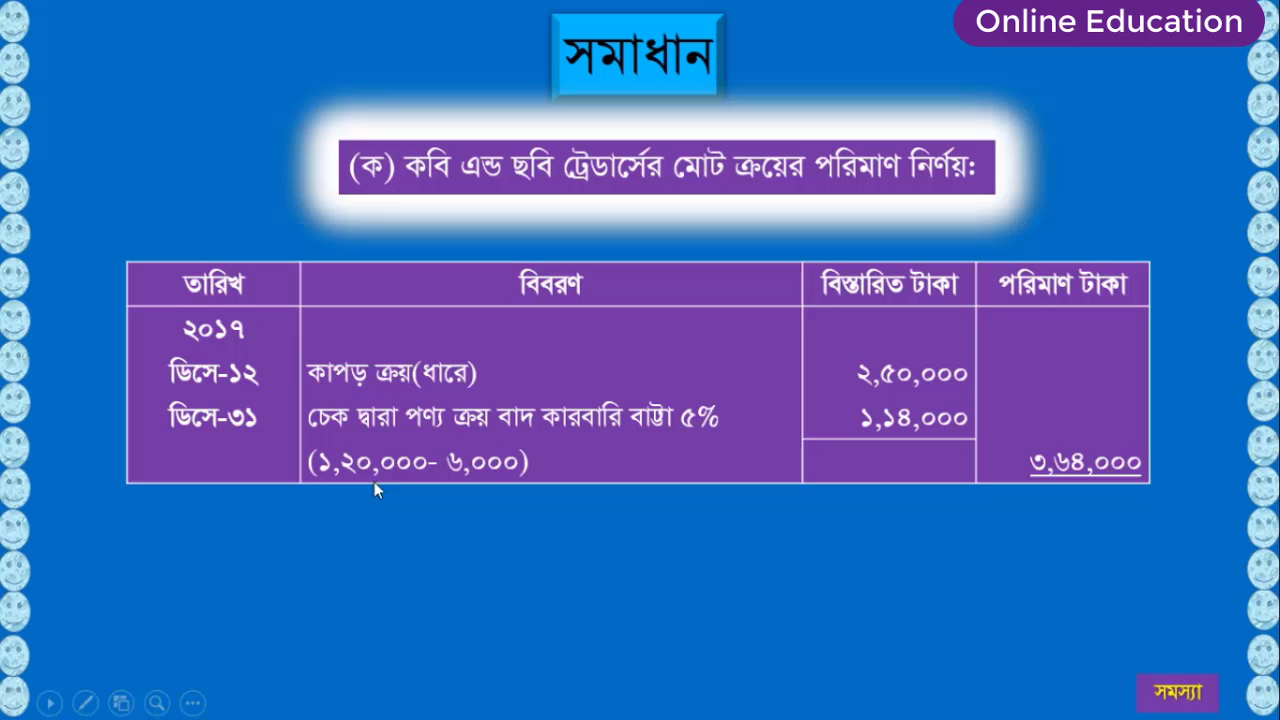 Online Education
সমাধান
(ক) কবি এন্ড ছবি ট্রেডার্সের মোট ক্রয়ের পরিমাণ নির্ণয়:
তারিখ বিবরণ বিস্তারিত টাকা পরিমাণ টাকা
২০১৭
ডিসে-১২ কাপড় ক্রয়(ধারে) ২,৫০,০০০
ডিসে-৩১ চেক দ্বারা পণ্য ক্রয় বাদ কারবারি বাট্টা ৫% ১,১৪,০০০
(১,২০,০০০- ৬,০০০) ৩,৬৪,০০০
সমস্যা